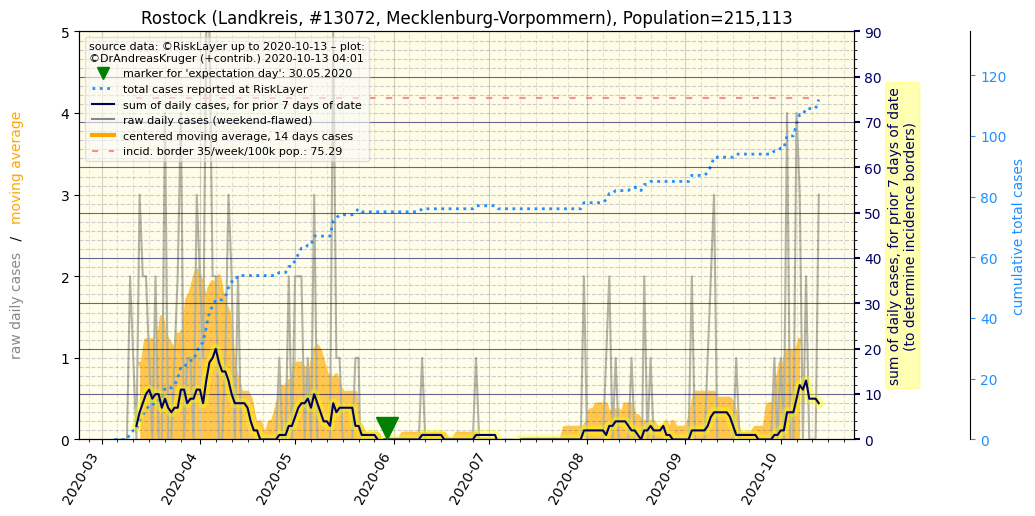 Rostock (Landkreis, #13072, Mecklenburg-Vorpommern), Population=215,113
source data: ©RiskLayer up to 2020-10-13 – plot:
©DrAndreasKruger (+contrib.) 2020-10-13 04:01
marker for 'expectation day': 30.05.2020
total cases reported at RiskLayer
sum of daily cases, for prior 7 days of date
raw daily cases (weekend-flawed)
centered moving average, 14 days cases
incid. border 35/week/100k pop.: 75.29
raw daily cases / moving average
5
4
3
2
1
0
90
80
70
60
50
40
30
20
10
0
sum of daily cases, for prior 7 days of date
(to determine incidence borders)
120
100
80
60
40
20
0
cumulative total cases
2020-03
2020-04
2020-05
2020-06
2020-07
2020-08
2020-09
2020-10